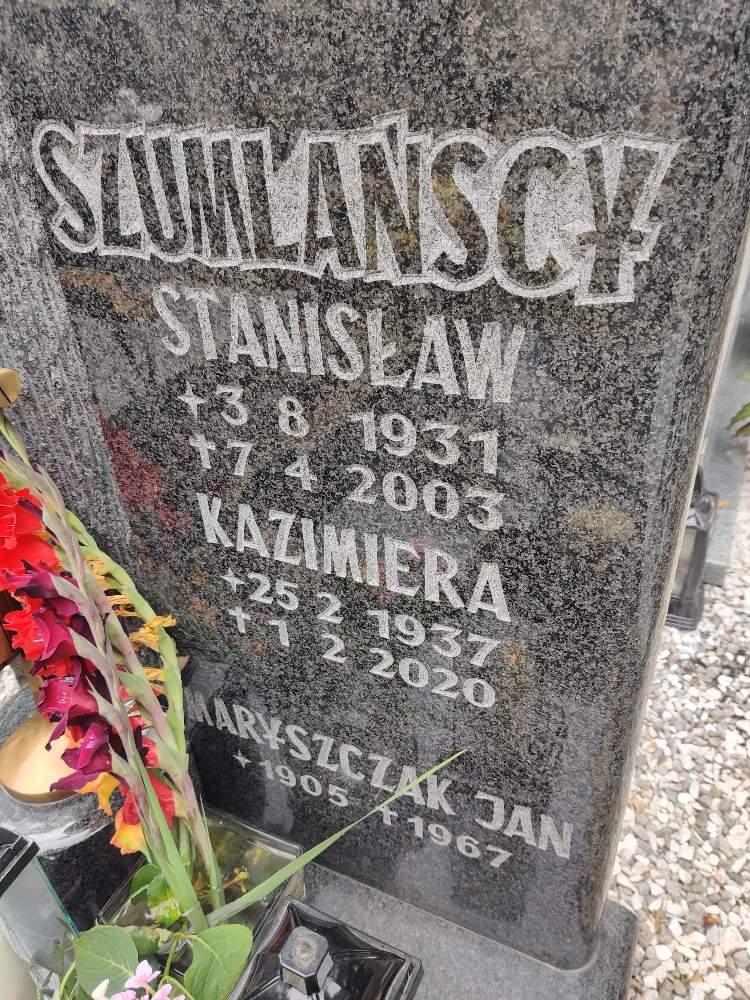 SZUMLAŃSCY
STANISŁAW
3 8 1931
7 4 2003
KAZIMIERA
25 2 1937
1 2 2020
MARYSZCZAK JAN
1905 1967